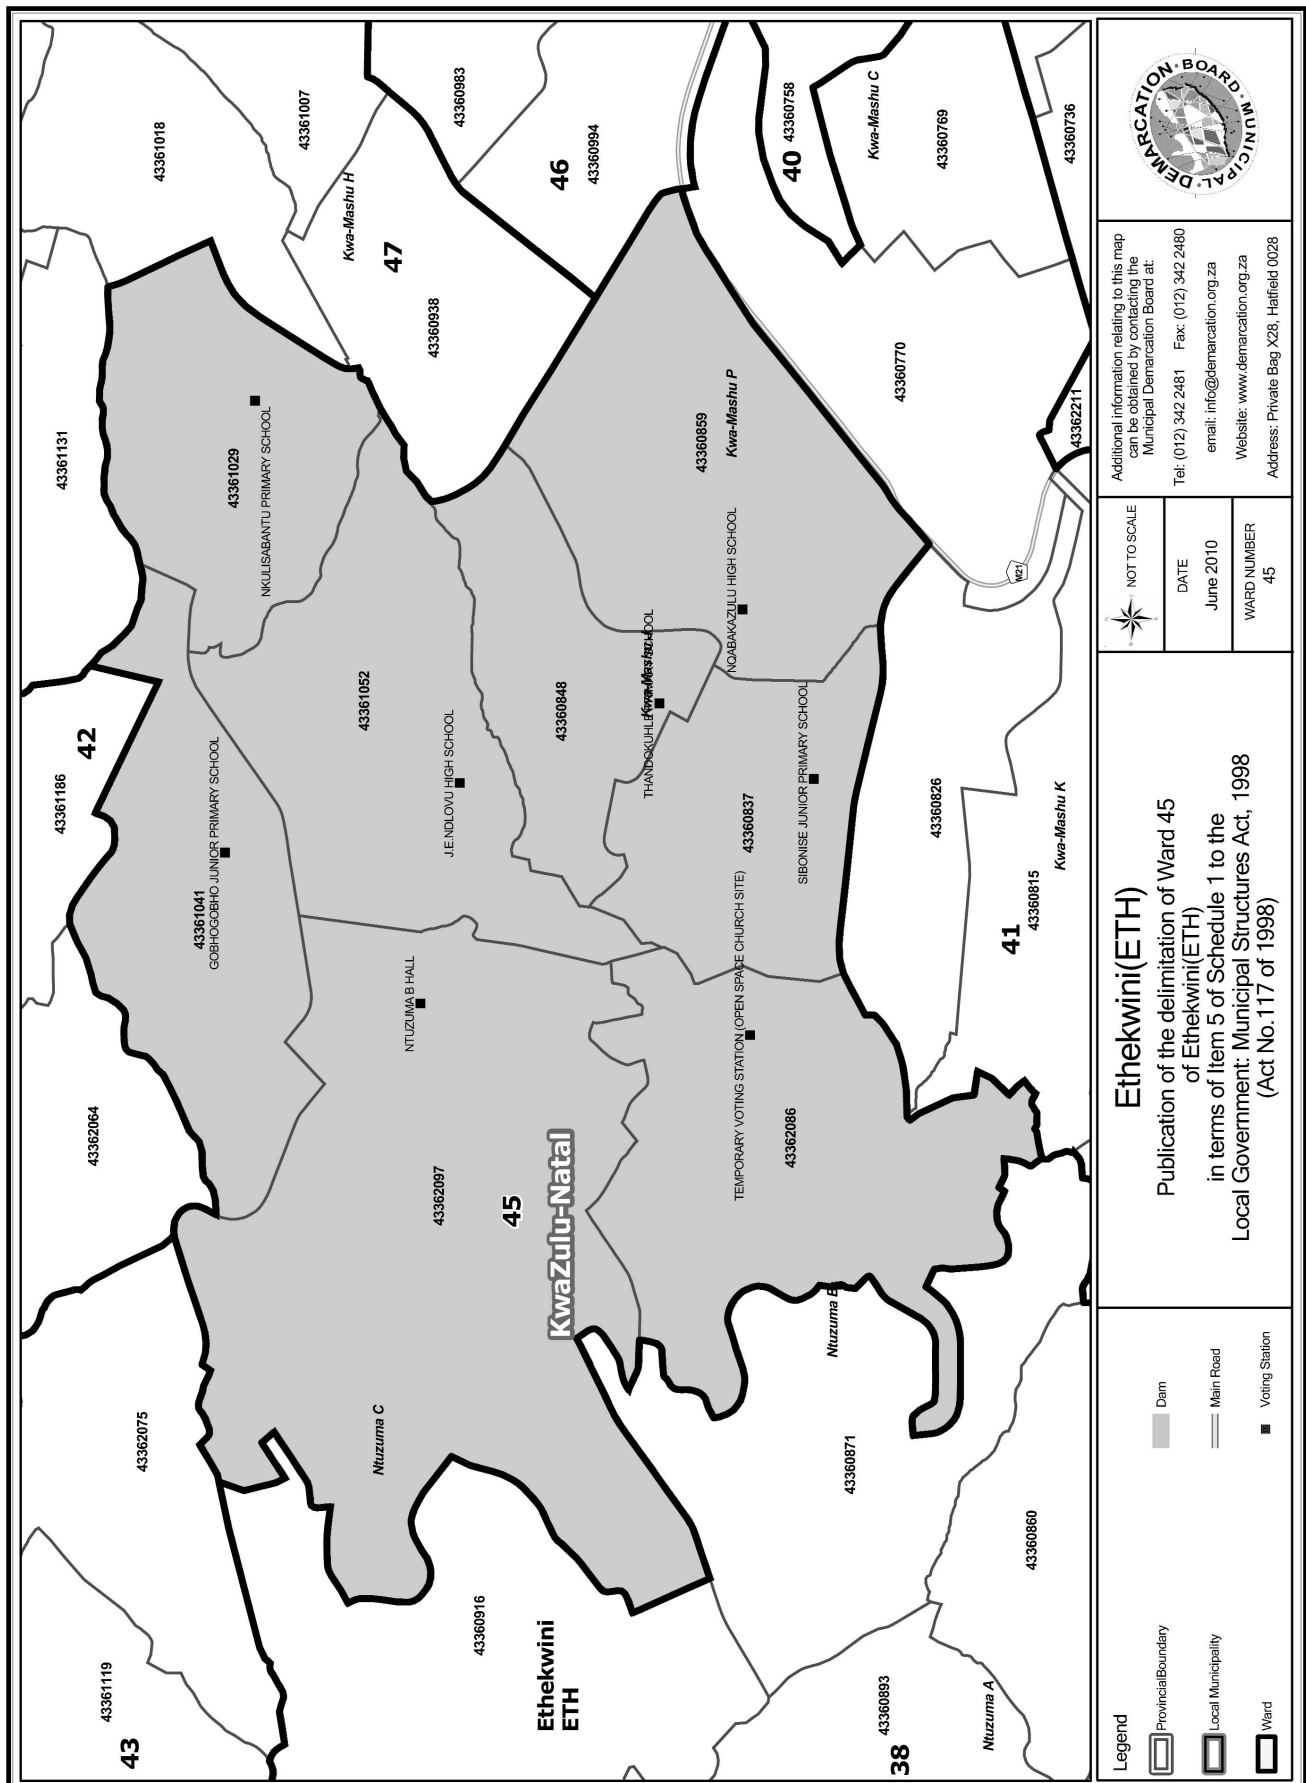 43
43361119
43362075
43362064
43361186
42
43361131
43361018
43361007
43360983
46
43360994
40
43360758
Kwa-Mashu C
43360769
43360736
Kwa-Mashu H
47
43360938
43361029
NKULISABANTU PRIMARY SCHOOL
43361041
GOBHOGOBHO JUNIOR PRIMARY SCHOOL
43361052
J.E.NDLOVU HIGH SCHOOL
NTUZUMA B HALL
43362097
45
KwaZulu-Natal
Ntuzuma C
43360916
Ethekwini
ETH
43360848
43360859
Kwa-Mashu P
NQABAKAZULU HIGH SCHOOL
43360837
SIBONISE JUNIOR PRIMARY SCHOOL
TEMPORARY VOTING STATION (OPEN SPACE CHURCH SITE)
43362086
Ntuzuma B
43360871
43360860
43360893
38
Ntuzuma A
43360770
43362211
M21
43360826
Kwa-Mashu K
41
43360815
Legend
ProvincialBoundary
Local Municipality
Ward
Dam
Main Road
Voting Station
Ethekwini(ETH)
Publication of the delimitation of Ward 45
of Ethekwini(ETH)
in terms of Item 5 of Schedule 1 to the
Local Government: Municipal Structures Act, 1998
(Act No.117 of 1998)
NOT TO SCALE
DATE
June 2010
WARD NUMBER
45
Additional information relating to this map
can be obtained by contacting the
Municipal Demarcation Board at:
Tel: (012) 342 2481 Fax: (012) 342 2480
email: info@demarcation.org.za
Website: www.demarcation.org.za
Address: Private Bag X28, Hatfield 0028
MUNICIPAL DEMARCATION BOARD